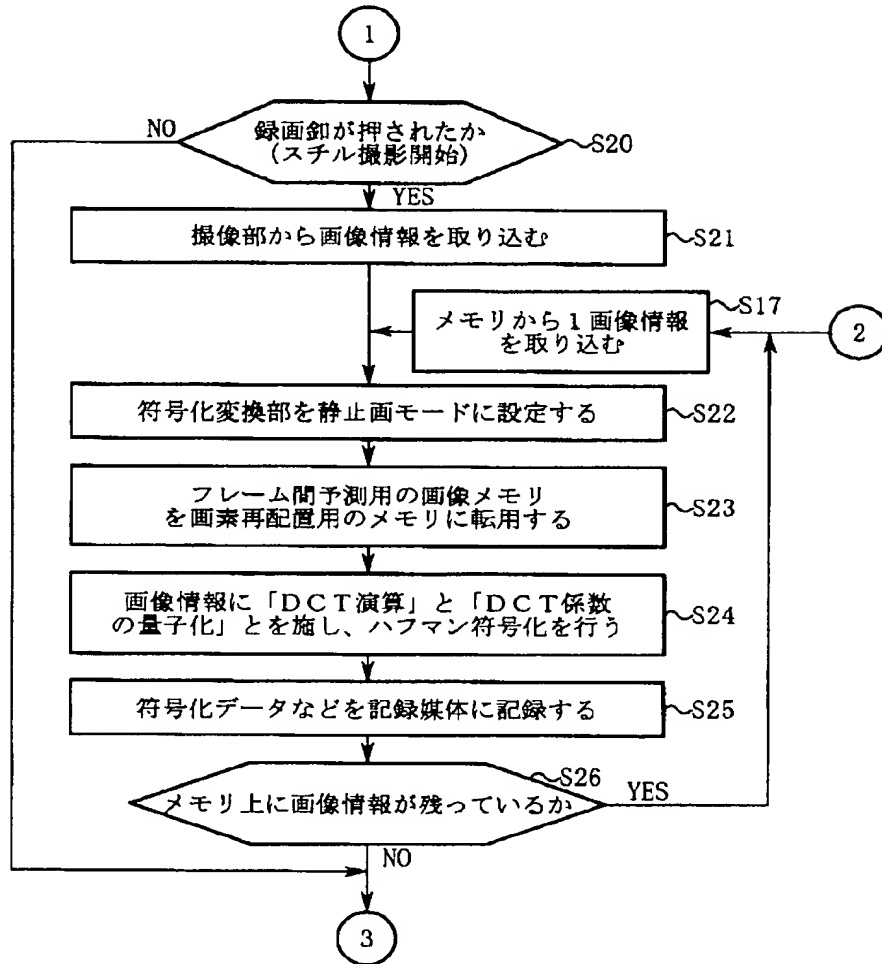 1
NO
録画釦が押されたか
(スチル撮影開始)
S20
YES
撮像部から画像情報を取り込む
S21
S17
メモリから1画像情報
を取り込む
2
符号化変換部を静止画モードに設定する
S22
フレーム間予測用の画像メモリ
を画素再配置用のメモリに転用する
S23
画像情報に「DCT演算」と「DCT係数
の量子化」とを施し、ハフマン符号化を行う
S24
符号化データなどを記録媒体に記録する
S25
S26
メモリ上に画像情報が残っているか
YES
NO
3